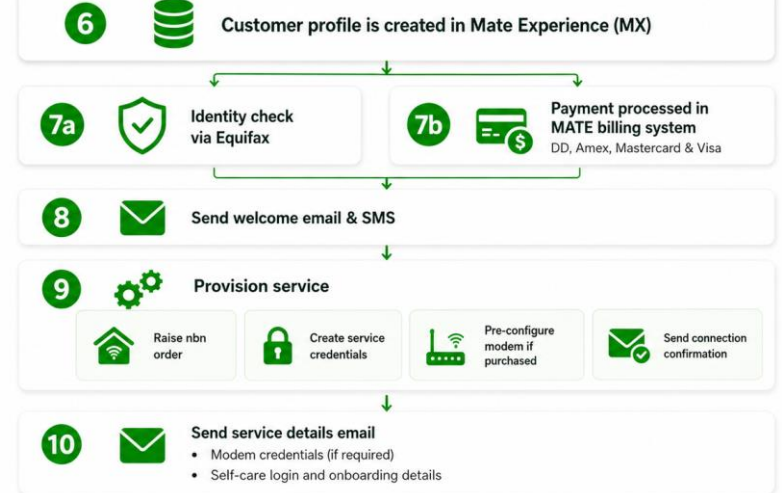 6
Customer profile is created in Mate Experience (MX)
7a
Identity check
via Equifax
7b
Payment processed in
MATE billing system
DD, Amex, Mastercard & Visa
$
8
Send welcome email & SMS
9
Provision service
Raise nbn
order
Create service
credentials
Pre-configure
modem if
purchased
Send connection
confirmation
10
Send service details email
• Modem credentials (if required)
• Self-care login and onboarding details